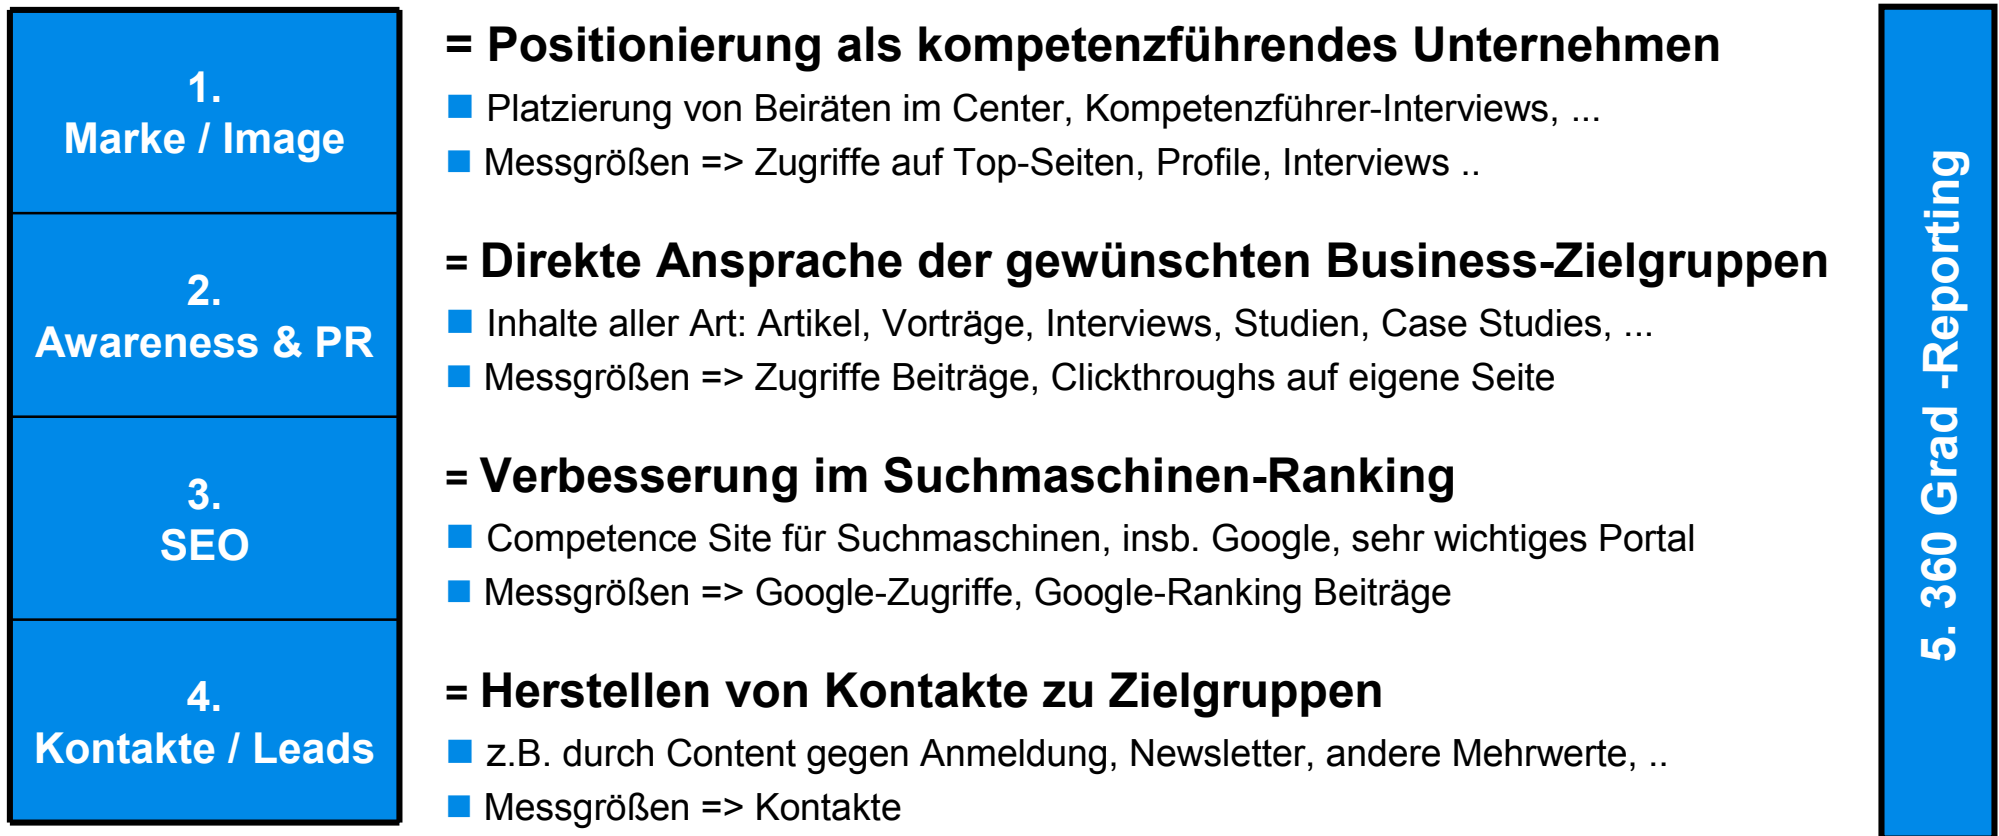 1.
Marke / Image
= Positionierung als kompetenzführendes Unternehmen
Platzierung von Beiräten im Center, Kompetenzführer-Interviews, ...
Messgrößen => Zugriffe auf Top-Seiten, Profile, Interviews ..
2.
Awareness & PR
= Direkte Ansprache der gewünschten Business-Zielgruppen
Inhalte aller Art: Artikel, Vorträge, Interviews, Studien, Case Studies, ...
Messgrößen => Zugriffe Beiträge, Clickthroughs auf eigene Seite
3.
SEO
= Verbesserung im Suchmaschinen-Ranking
Competence Site für Suchmaschinen, insb. Google, sehr wichtiges Portal
Messgrößen => Google-Zugriffe, Google-Ranking Beiträge
4.
Kontakte / Leads
= Herstellen von Kontakte zu Zielgruppen
z.B. durch Content gegen Anmeldung, Newsletter, andere Mehrwerte, ..
Messgrößen => Kontakte
5. 360 Grad -Reporting